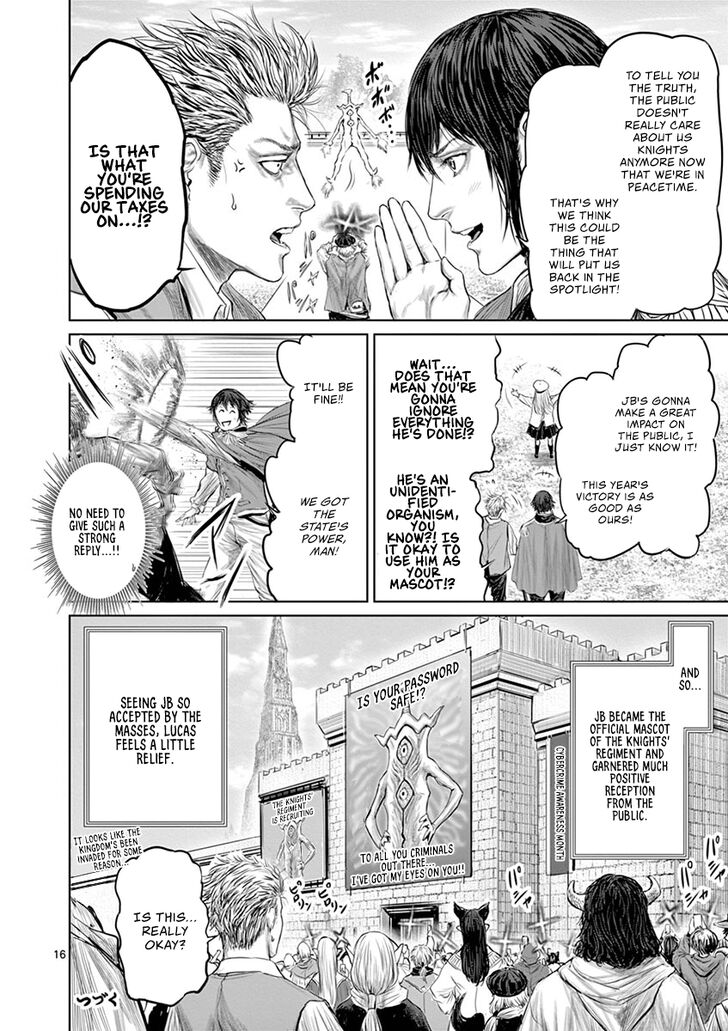 TO TELL YOU
THE TRUTH,
THE PUBLIC
DOESN'T
REALLY CARE
ABOUT US
KNIGHTS
ANYMORE NOW
THAT WE'RE IN
PEACETIME.
THAT'S WHY
WE THINK
THIS COULD
BE THE
THING THAT
WILL PUT US
BACK IN THE
SPOTLIGHT!
ボボボ
IS THAT
WHAT
YOU'RE
SPENDING
OUR TAXES
ON...!?
JB'S GONNA
MAKE A GREAT
IMPACT ON
THE PUBLIC, I
JUST KNOW IT!
THIS YEAR'S
VICTORY IS AS
GOOD AS
OURS!
WAIT...
DOES THAT
MEAN YOU'RE
GONNA
IGNORE
EVERYTHING
HE'S DONE!?
HE'S AN
UNIDENTI-
FIED
ORGANISM,
YOU
KNOW?! IS
IT OKAY TO
USE HIM AS
YOUR
MASCOT!?
IT'LL BE
FINE!!
WE GOT
THE
STATE'S
POWER,
MAN!
NO NEED TO
GIVE SUCH A
STRONG
REPLY...!!
AND
SO...
JB BECAME THE
OFFICIAL MASCOT
OF THE KNIGHTS'
REGIMENT AND
GARNERED MUCH
POSITIVE
RECEPTION
FROM THE
PUBLIC.
IS YOUR PASSWORD
SAFE!?
TO ALL YOU CRIMINALS
OUT THERE...
I'VE GOT MY EYES ON YOU!!
CYBERCRIME AWARENESS MONTH
THE KNIGHTS'
REGIMENT
IS RECRUITING
SEEING JB SO
ACCEPTED BY THE
MASSES, LUCAS
FEELS A LITTLE
RELIEF.
IT LOOKS LIKE THE
KINGDOM'S BEEN
INVADED FOR SOME
REASON...
IS THIS...
REALLY
OKAY?
つづく
16